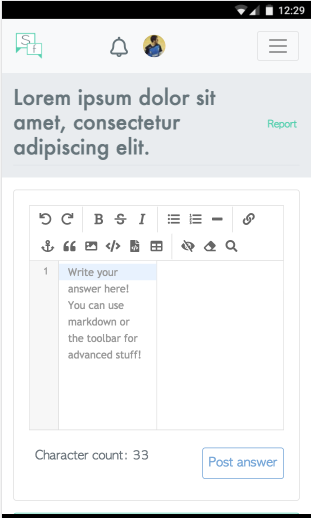 12:29
S
f
Lorem ipsum dolor sit
amet, consectetur
adipiscing elit.
Report
B S I
1
Write your
answer here!
You can use
markdown or
the toolbar for
advanced stuff!
Character count: 33
Post answer